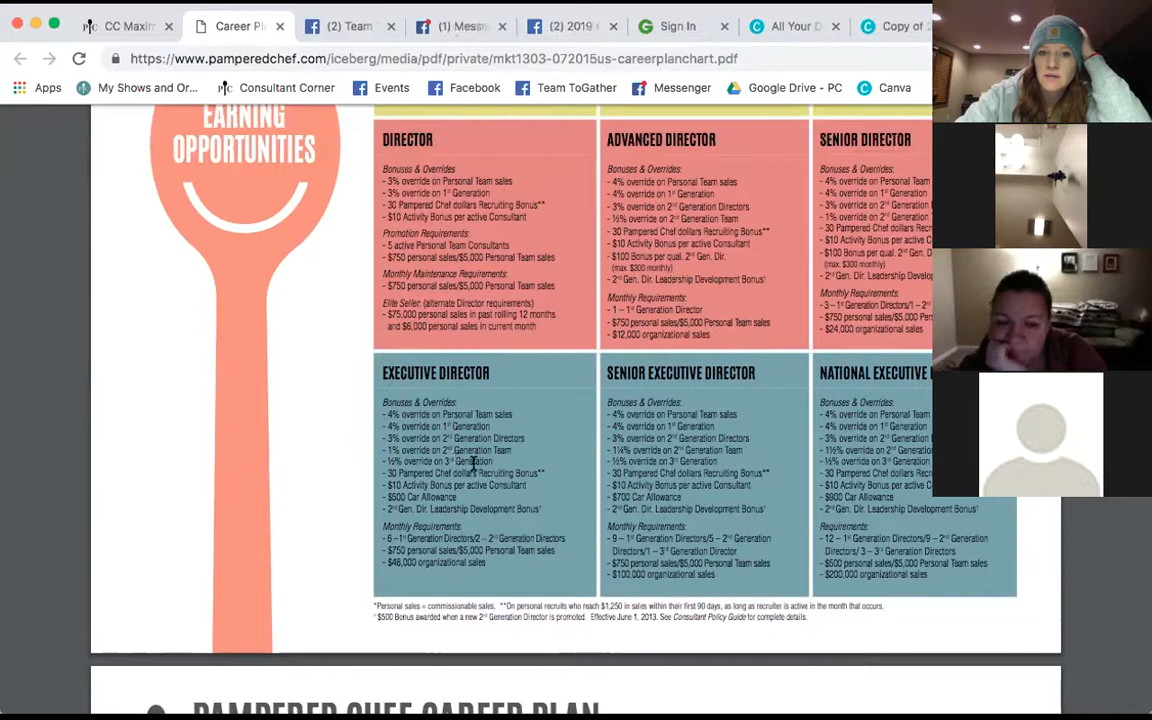 CC Maxim
Career Pl
(2) Team
(1) Mess
(2) 2019
Sign In
All Your D
Copy of 2
https://www.pamperedchef.com/iceberg/media/pdf/private/mkt1303-072015us-careerplanchart.pdf
Apps
My Shows and Or...
Consultant Corner
Events
Facebook
Team ToGather
Messenger
Google Drive - PC
Canva
EARNING
OPPORTUNITIES
DIRECTOR
Bonuses & Overrides
- 3% override on Personal Team sales
- 3% override on 1st Generation
- 30 Pampered Chef dollars Recruiting Bonus**
- $10 Activity Bonus per active Consultant
Promotion Requirements:
- 5 active Personal Team Consultants
- $750 personal sales/$5,000 Personal Team sales
Monthly Maintenance Requirements:
- $750 personal sales/$5,000 Personal Team sales
Elite Seller: (alternate Director requirements)
- $75,000 personal sales in past rolling 12 months
and $6,000 personal sales in current month
ADVANCED DIRECTOR
Bonuses & Overrides:
- 4% override on Personal Team sales
- 4% override on 1st Generation
- 3% override on 2nd Generation Directors
- ½% override on 2nd Generation Team
- 30 Pampered Chef dollars Recruiting Bonus**
- $10 Activity Bonus per active Consultant
- $100 Bonus per qual. 2nd Gen. Dir.
(max. $300 monthly)
- 2nd Gen. Dir. Leadership Development Bonus†
Monthly Requirements:
- 1 – 1st Generation Director
- $750 personal sales/$5,000 Personal Team sales
- $12,000 organizational sales
SENIOR DIRECTOR
Bonuses & Overrides:
- 4% override on Personal Team
- 4% override on 1st Generation
- 3% override on 2nd Generation
- 1% override on 2nd Generation
- 30 Pampered Chef dollars Rec
- $10 Activity Bonus per active
- $100 Bonus per qual. 2nd Gen
(max. $300 monthly)
- 2nd Gen. Dir. Leadership Dev
Monthly Requirements:
- 3 – 1st Generation Directors/1 – 2
- $750 personal sales/$5,000 P
- $24,000 organizational sales
EXECUTIVE DIRECTOR
Bonuses & Overrides:
- 4% override on Personal Team sales
- 4% override on 1st Generation
- 3% override on 2nd Generation Directors
- 1% override on 2nd Generation Team
- ½% override on 3rd Generation
- 30 Pampered Chef dollars Recruiting Bonus**
- $10 Activity Bonus per active Consultant
- $500 Car Allowance
- 2nd Gen. Dir. Leadership Development Bonus†
Monthly Requirements:
- 6 –1st Generation Directors/2 – 2nd Generation Directors
- $750 personal sales/$5,000 Personal Team sales
- $48,000 organizational sales
SENIOR EXECUTIVE DIRECTOR
Bonuses & Overrides:
- 4% override on Personal Team sales
- 4% override on 1st Generation
- 3% override on 2nd Generation Directors
- 1¼% override on 2nd Generation Team
- ½% override on 3rd Generation
- 30 Pampered Chef dollars Recruiting Bonus**
- $10 Activity Bonus per active Consultant
- $700 Car Allowance
- 2nd Gen. Dir. Leadership Development Bonus†
Monthly Requirements:
- 9 – 1st Generation Directors/5 – 2nd Generation
Directors/1 – 3rd Generation Director
- $750 personal sales/$5,000 Personal Team sales
- $100,000 organizational sales
NATIONAL EXECUTIVE
Bonuses & Overrides:
- 4% override on Personal Team
- 4% override on 1st Generation
- 3% override on 2nd Generation
- 1½% override on 2nd Generation
- ½% override on 3rd Generation
- 30 Pampered Chef dollars Rec
- $10 Activity Bonus per active
- $900 Car Allowance
- 2nd Gen. Dir. Leadership Development Bonus†
Requirements:
- 12 – 1st Generation Directors/9 – 2nd Generation
Directors/ 3 – 3rd Generation Directors
- $500 personal sales/$5,000 Personal Team sales
- $200,000 organizational sales
*Personal sales = commissionable sales. **On personal recruits who reach $1,250 in sales within their first 90 days, as long as recruiter is active in the month that occurs.
† $500 Bonus awarded when a new 2nd Generation Director is promoted. Effective June 1, 2013. See Consultant Policy Guide for complete details.
PAMPERED CHEF CAREER PLAN